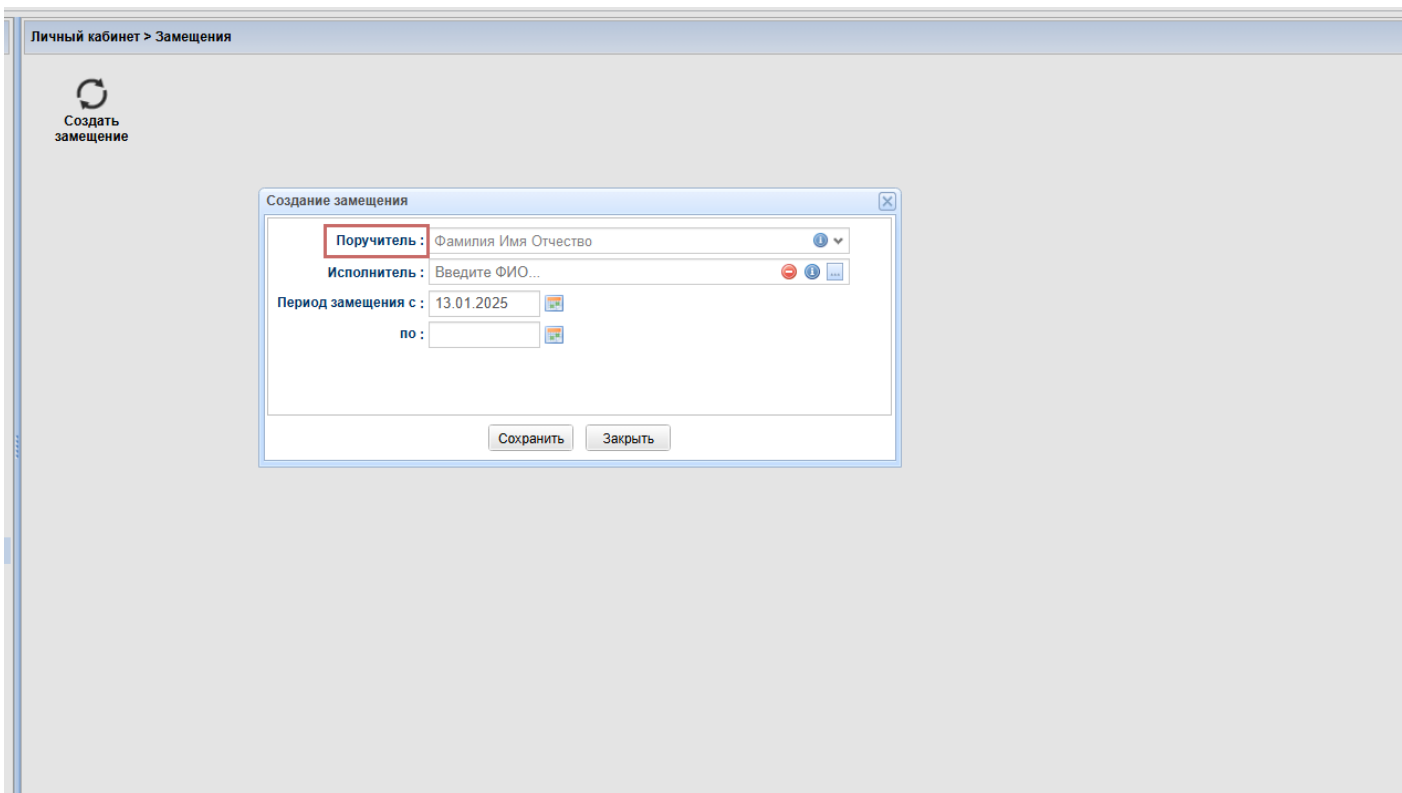 Личный кабинет > Замещения
Создать
замещение
Создание замещения
Поручитель : Фамилия Имя Отчество
Исполнитель : Введите ФИО...
Период замещения с : 13.01.2025
по :
Сохранить Закрыть